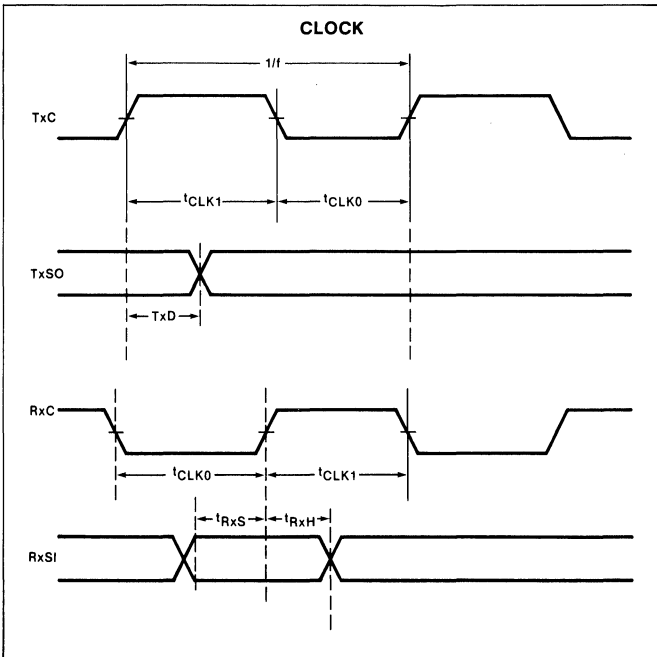 CLOCK
1/f
TxC
tCLK1
tCLK0
TxSO
TxD
RxC
tCLK0
tCLK1
tRxS
tRxH
RxSI